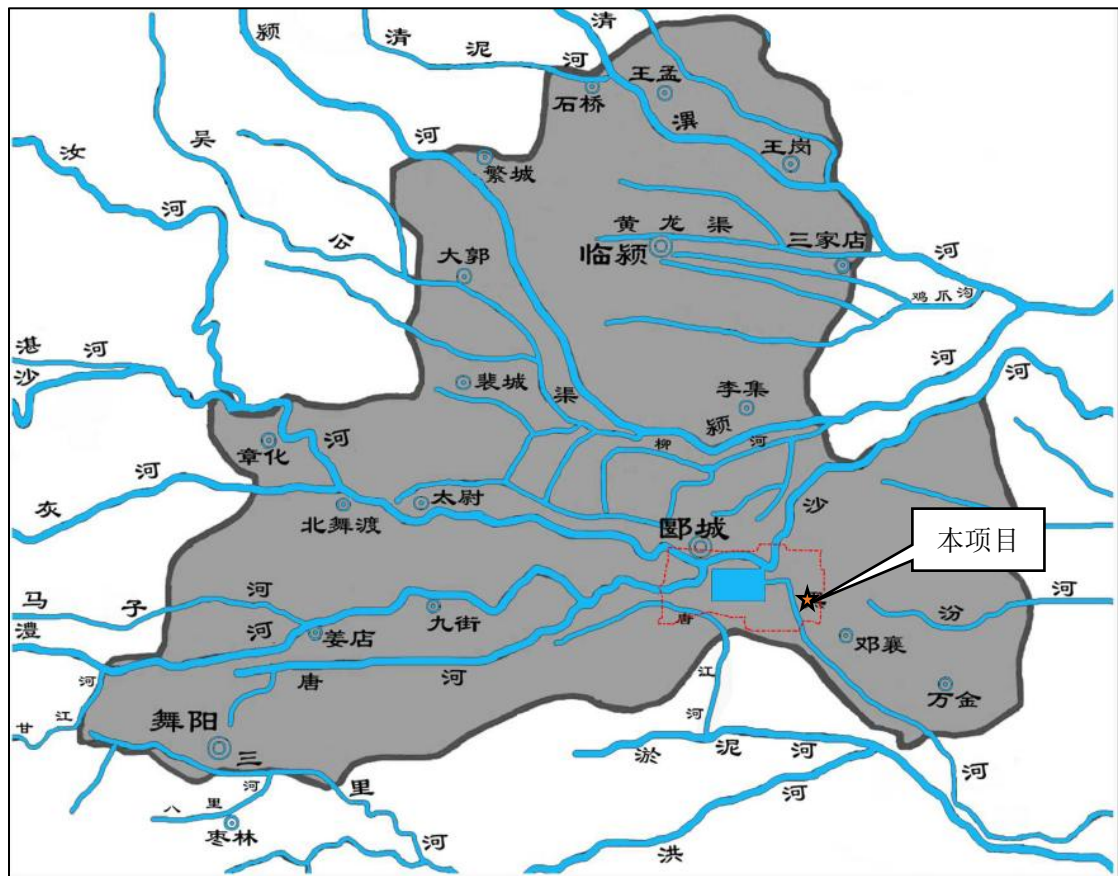 清
颍
清
泥
河
王孟
石桥
漯
吴
河
汝
王岗
繁城
河
黄龙渠
公
临颍
三家店
河
大郭
鸡爪沟
湛河
沙
河
河
裴城
渠
李集
颍
柳
河
章化
河
河
太尉
沙
灰
北舞渡
郾城
本项目
河
河
马
子
汾
九街
唐
澧
河
姜店
邓襄
江
唐
河
河
万金
舞阳
河
江
甘
三
淤
泥
河
河
里
河
里
河
八
枣林
河
洪